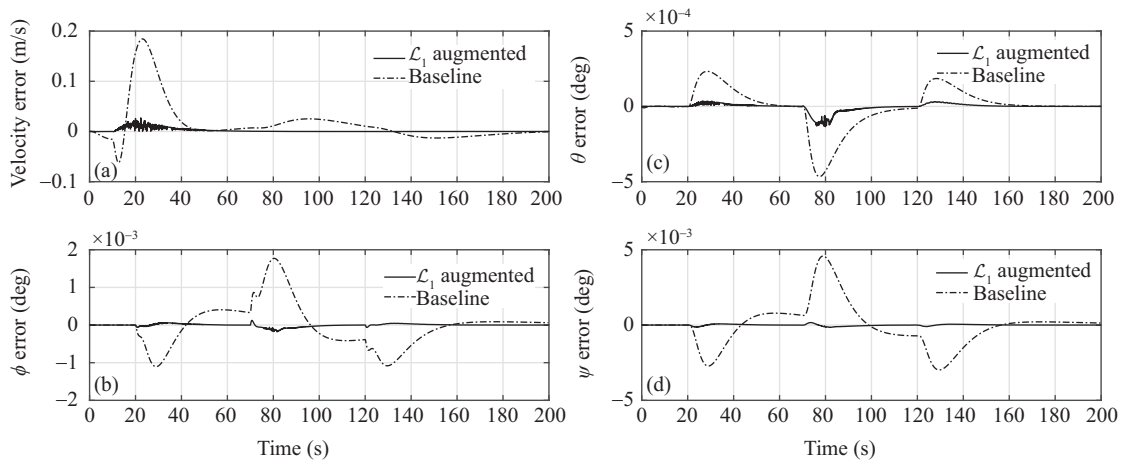 Velocity error (m/s)
0.2
0.1
0
−0.1
(a)
ℒ₁ augmented
Baseline
0 20 40 60 80 100 120 140 160 180 200
×10⁻³
ϕ error (deg)
2
1
0
−1
−2
(b)
ℒ₁ augmented
Baseline
0 20 40 60 80 100 120 140 160 180 200
Time (s)
×10⁻⁴
θ error (deg)
5
0
−5
(c)
ℒ₁ augmented
Baseline
0 20 40 60 80 100 120 140 160 180 200
×10⁻³
ψ error (deg)
5
0
−5
(d)
ℒ₁ augmented
Baseline
0 20 40 60 80 100 120 140 160 180 200
Time (s)